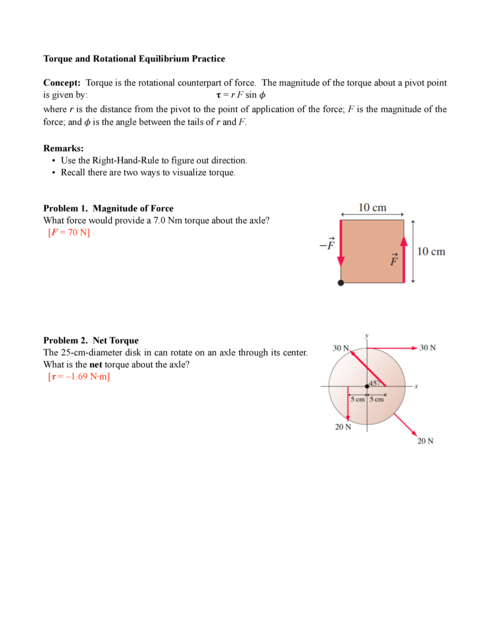 Torque and Rotational Equilibrium Practice
Concept: Torque is the rotational counterpart of force. The magnitude of the torque about a pivot point
is given by: τ = r F sin ϕ
where r is the distance from the pivot to the point of application of the force; F is the magnitude of the
force; and ϕ is the angle between the tails of r and F.
Remarks:
• Use the Right-Hand-Rule to figure out direction.
• Recall there are two ways to visualize torque.
Problem 1. Magnitude of Force
What force would provide a 7.0 Nm torque about the axle?
[F = 70 N]
10 cm
−F⃗
F⃗
10 cm
Problem 2. Net Torque
The 25-cm-diameter disk in can rotate on an axle through its center.
What is the net torque about the axle?
[τ = −1.69 N·m]
y
30 N
30 N
45°
x
5 cm 5 cm
20 N
20 N